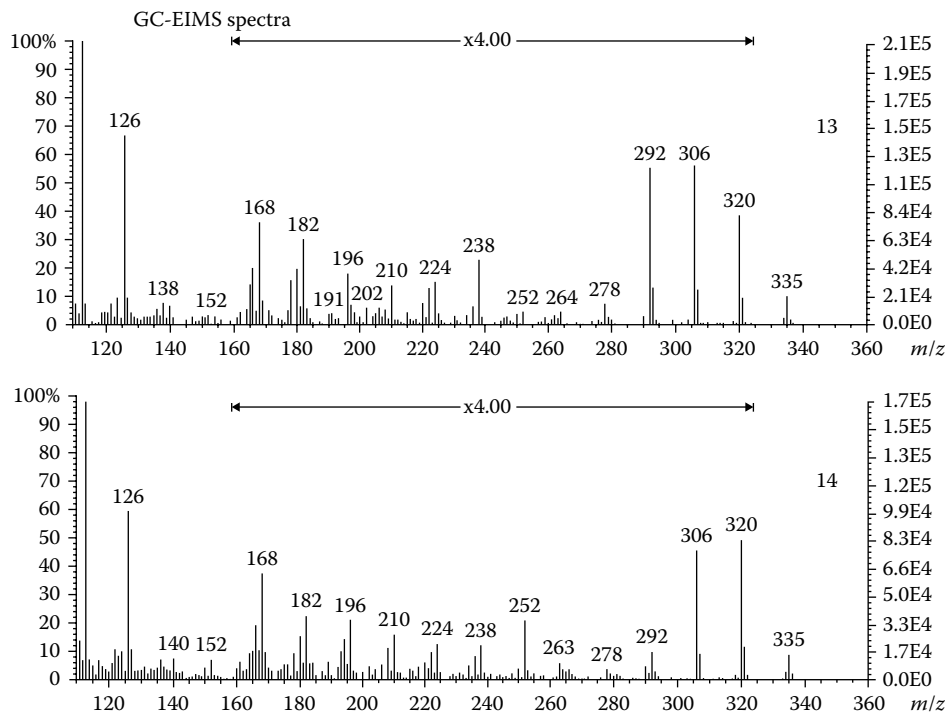 GC-EIMS spectra
x4.00
100%
90
80
70
60
50
40
30
20
10
0
2.1E5
1.9E5
1.7E5
1.5E5
1.3E5
1.1E5
8.4E4
6.3E4
4.2E4
2.1E4
0.0E0
13
126
138
152
168
182
191
196
202
210
224
238
252
264
278
292
306
320
335
120 140 160 180 200 220 240 260 280 300 320 340 360
m/z
x4.00
100%
90
80
70
60
50
40
30
20
10
0
1.7E5
1.5E5
1.3E5
1.2E5
9.9E4
8.3E4
6.6E4
5.0E4
3.3E4
1.7E4
0.0E0
14
126
140
152
168
182
196
210
224
238
252
263
278
292
306
320
335
120 140 160 180 200 220 240 260 280 300 320 340 360
m/z